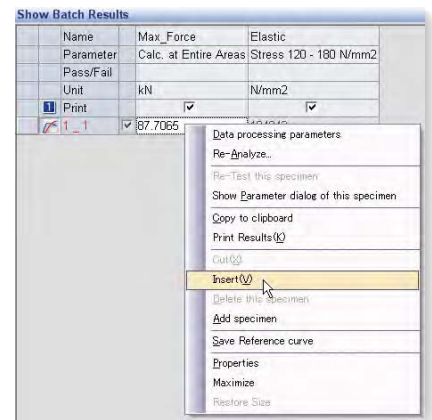 Show Batch Results
Name Max_Force Elastic
Parameter Calc. at Entire Areas Stress 120 - 180 N/mm2
Pass/Fail
Unit kN N/mm2
1 Print
1 _ 1 87.7065
Data processing parameters
Re-Analyze...
Re-Test this specimen
Show Parameter dialog of this specimen
Copy to clipboard
Print Results(K)
Cut(X)
Insert(V)
Delete this specimen
Add specimen
Save Reference curve
Properties
Maximize
Restore Size